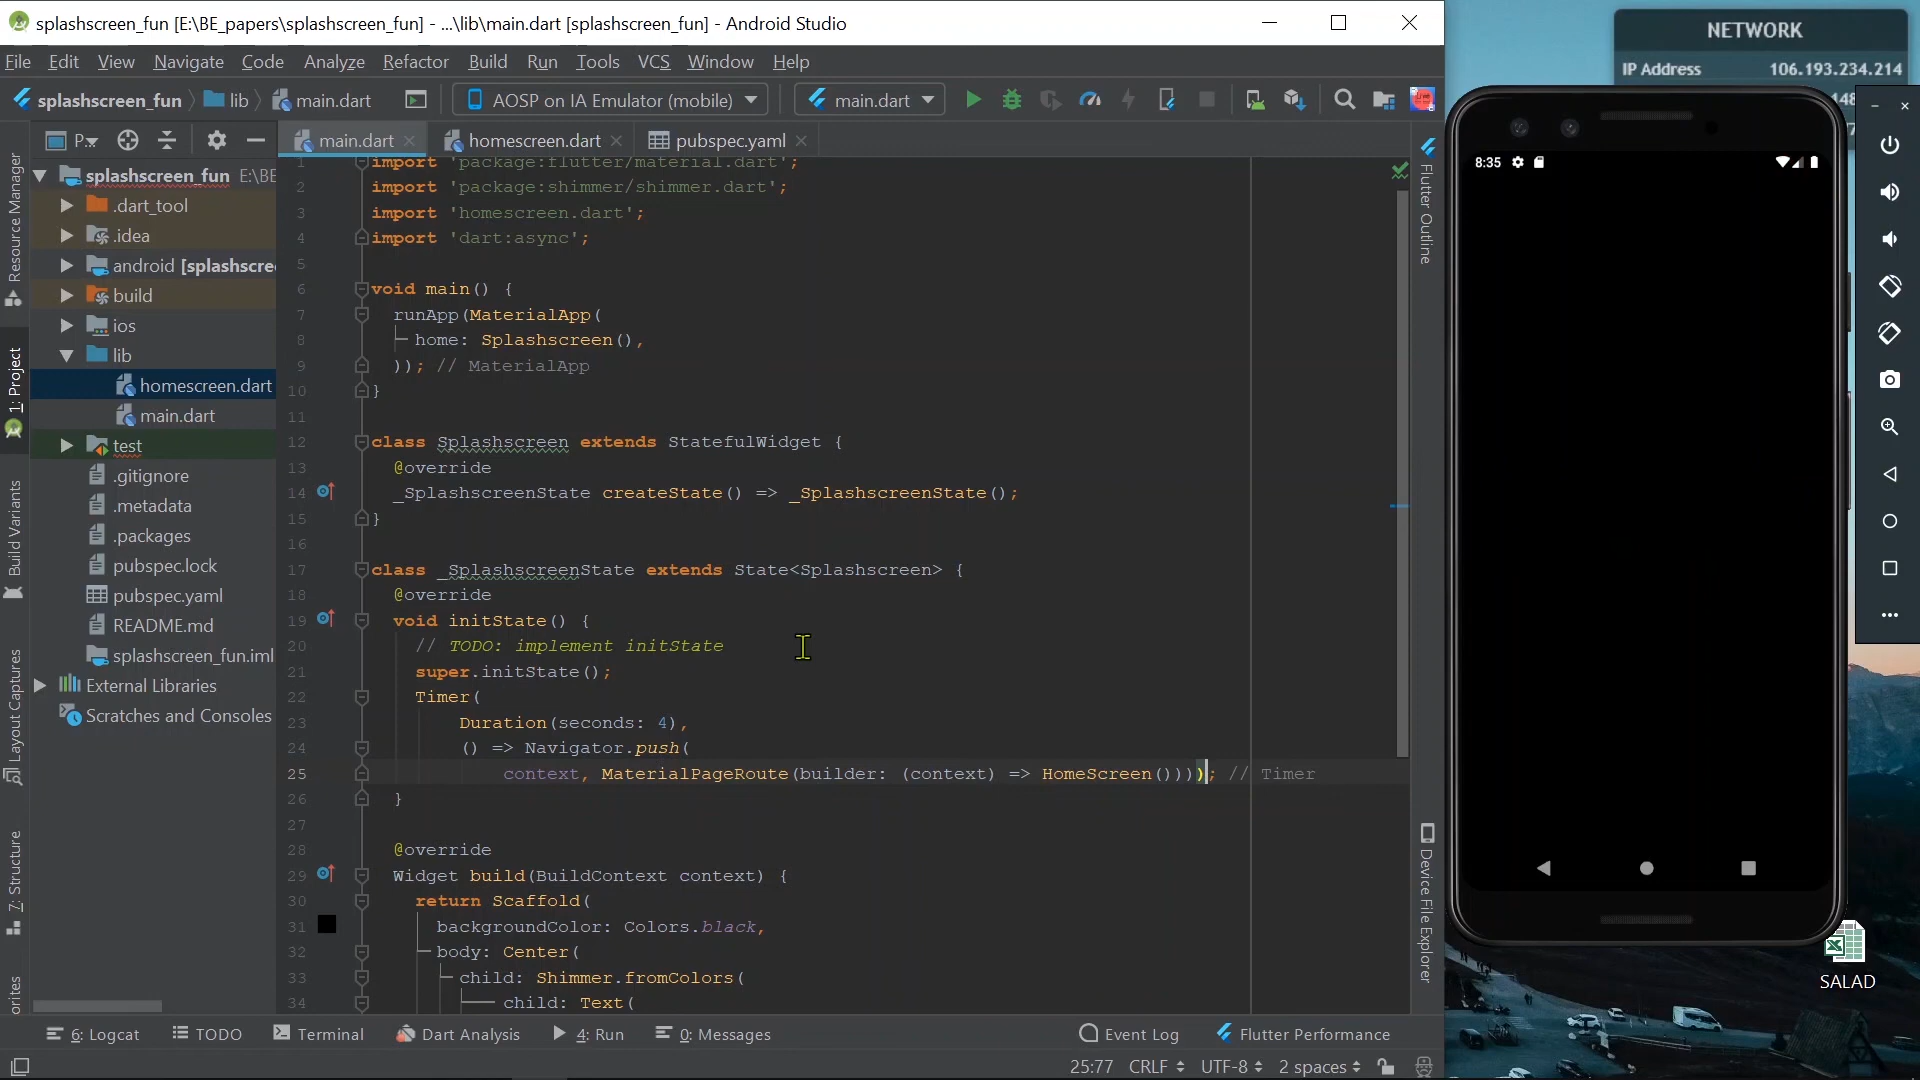 splashscreen_fun [E:\BE_papers\splashscreen_fun] - ...\lib\main.dart [splashscreen_fun] - Android Studio
File Edit View Navigate Code Analyze Refactor Build Run Tools VCS Window Help
splashscreen_fun lib main.dart AOSP on IA Emulator (mobile) main.dart
P... main.dart homescreen.dart pubspec.yaml
Resource Manager
1: Project
Build Variants
Layout Captures
7: Structure
splashscreen_fun E:\BE
.dart_tool
.idea
android [splashscre
build
ios
lib
homescreen.dart
main.dart
test
.gitignore
.metadata
.packages
pubspec.lock
pubspec.yaml
README.md
splashscreen_fun.iml
External Libraries
Scratches and Consoles
1 import 'package:flutter/material.dart';
2 import 'package:shimmer/shimmer.dart';
3 import 'homescreen.dart';
4 import 'dart:async';
5
6 void main() {
7 runApp(MaterialApp(
8 home: Splashscreen(),
9 )); // MaterialApp
10 }
11
12 class Splashscreen extends StatefulWidget {
13 @override
14 _SplashscreenState createState() => _SplashscreenState();
15 }
16
17 class _SplashscreenState extends State<Splashscreen> {
18 @override
19 void initState() {
20 // TODO: implement initState
21 super.initState();
22 Timer(
23 Duration(seconds: 4),
24 () => Navigator.push(
25 context, MaterialPageRoute(builder: (context) => HomeScreen()))); // Timer
26 }
27
28 @override
29 Widget build(BuildContext context) {
30 return Scaffold(
31 backgroundColor: Colors.black,
32 body: Center(
33 child: Shimmer.fromColors(
34 child: Text(
Flutter Outline
Device File Explorer
6: Logcat TODO Terminal Dart Analysis 4: Run 0: Messages Event Log Flutter Performance
25:77 CRLF UTF-8 2 spaces
NETWORK
IP Address 106.193.234.214
8:35
SALAD